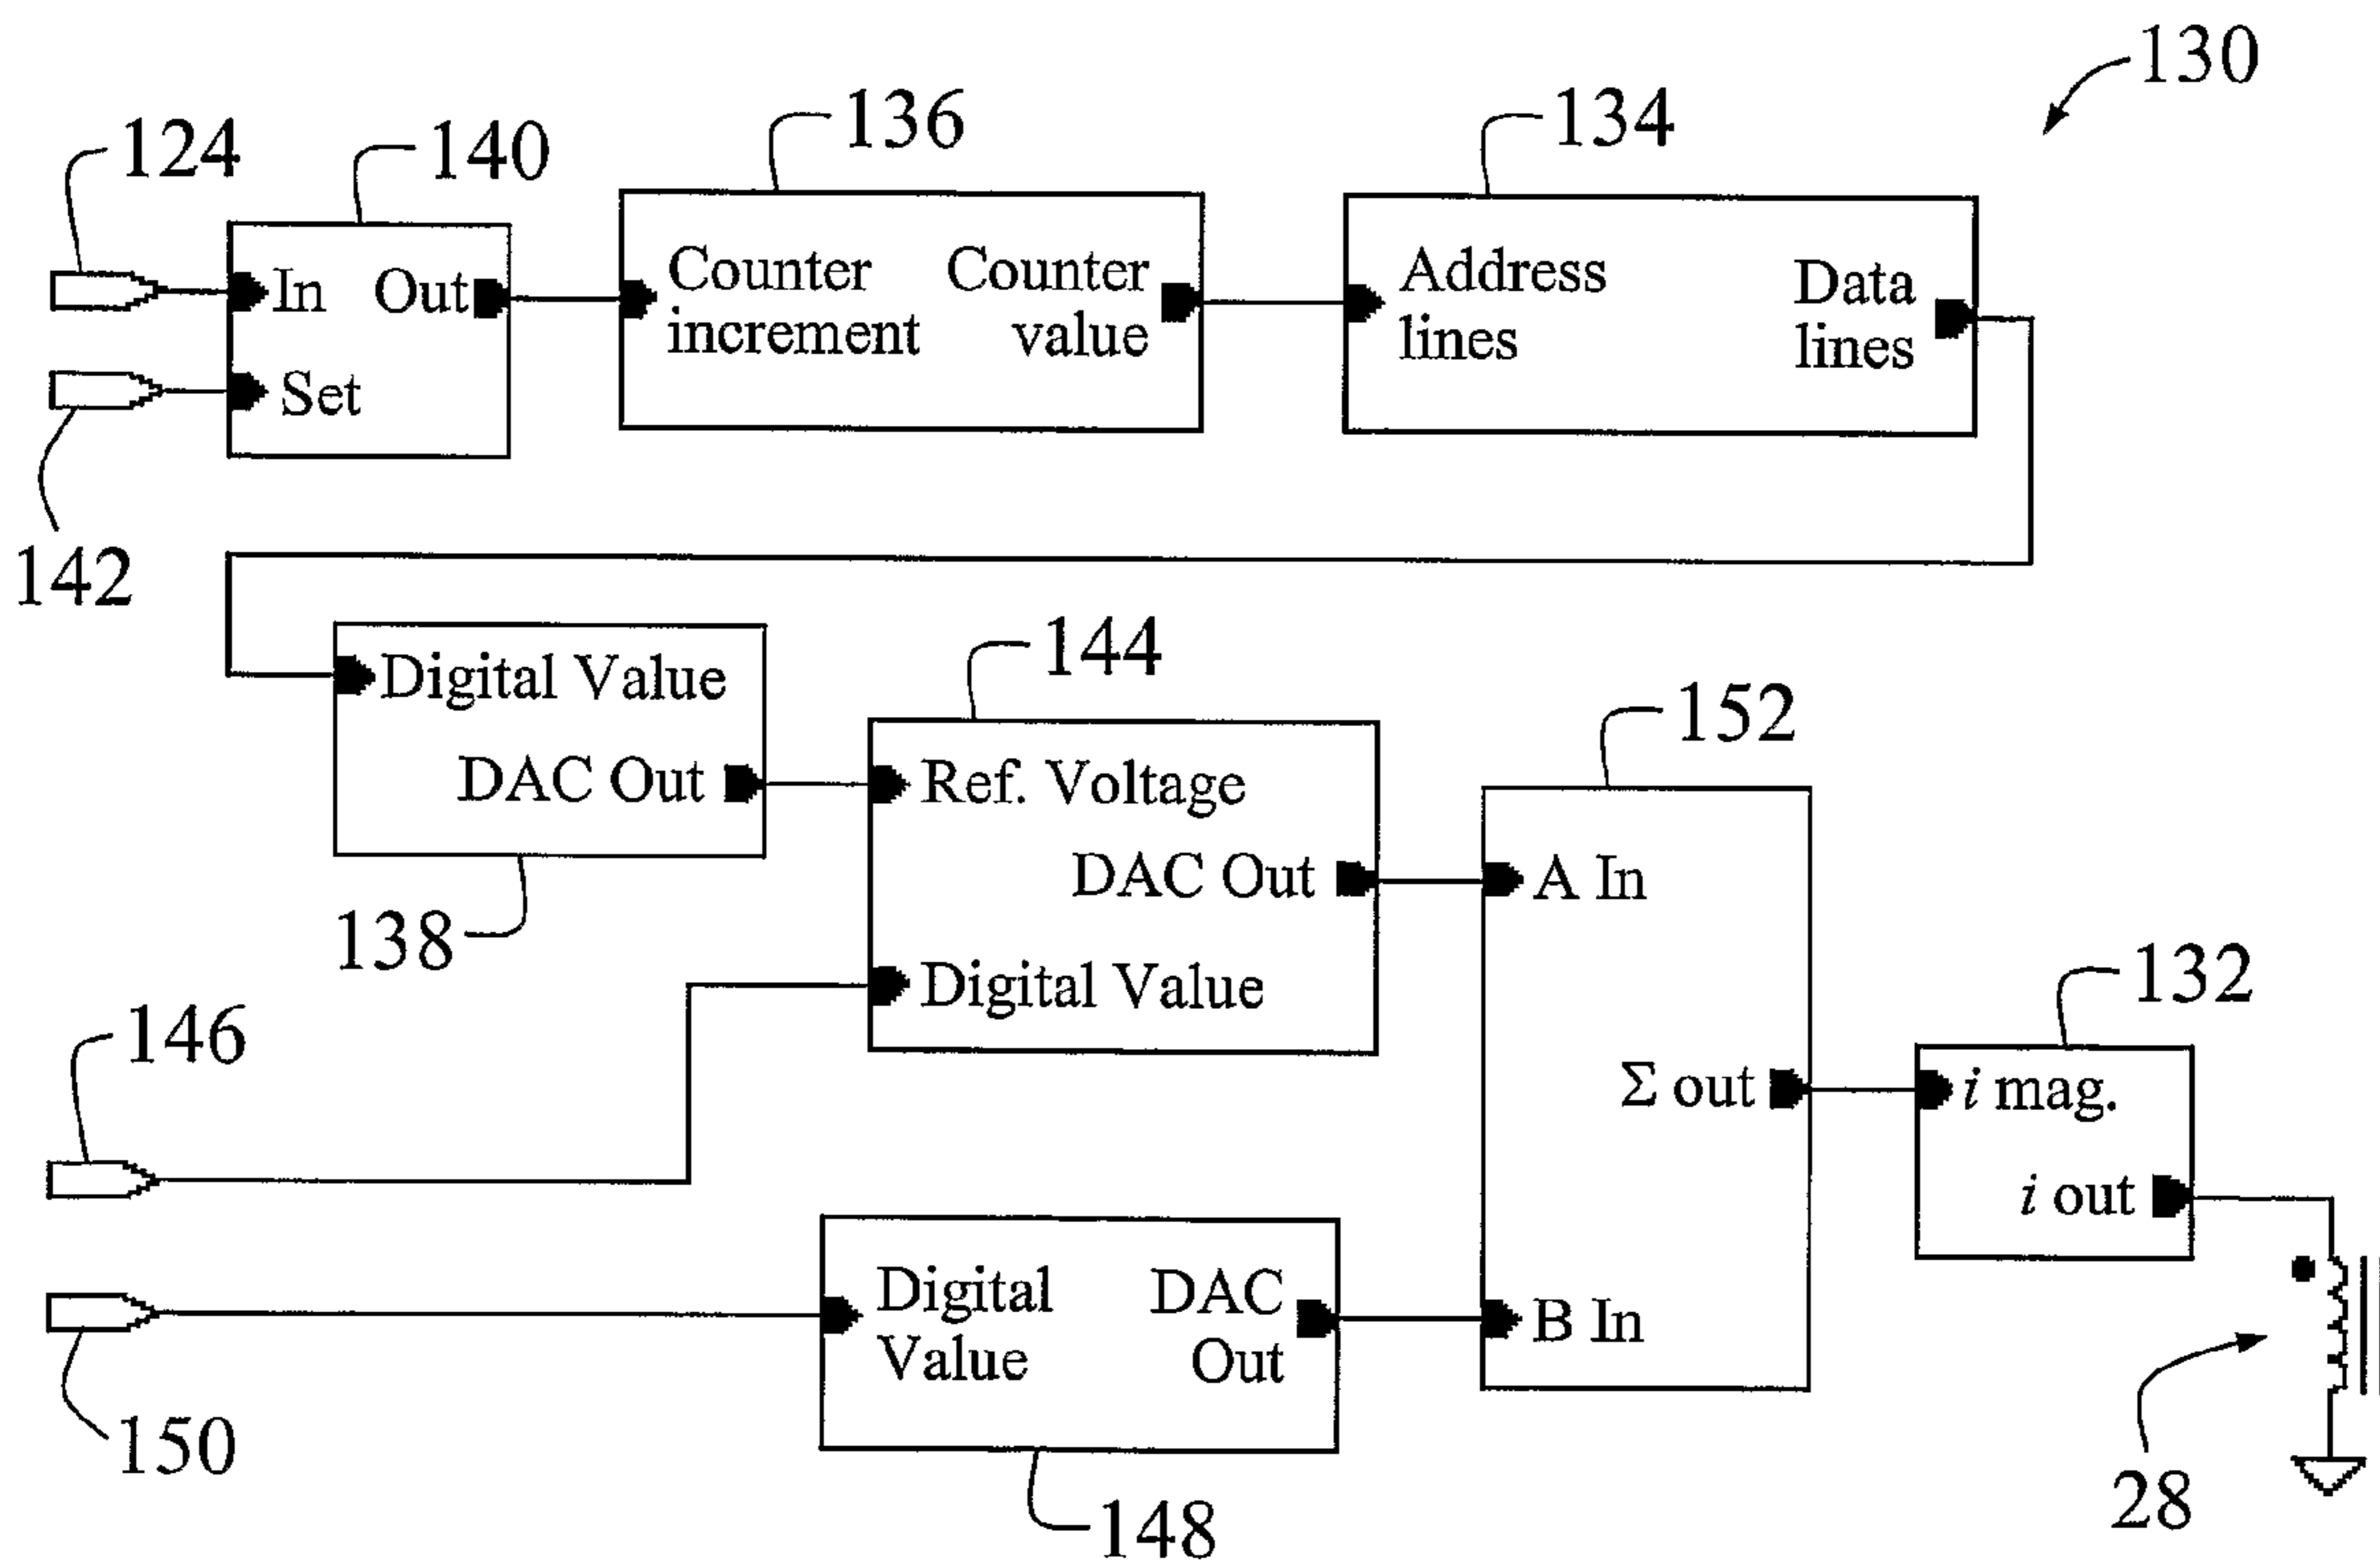 130
124
140
136
134
In
Out
Set
Counter
increment
Counter
value
Address
lines
Data
lines
142
Digital Value
DAC Out
138
144
Ref. Voltage
DAC Out
Digital Value
152
A In
Σ out
B In
132
i mag.
i out
146
150
Digital
Value
DAC
Out
148
28